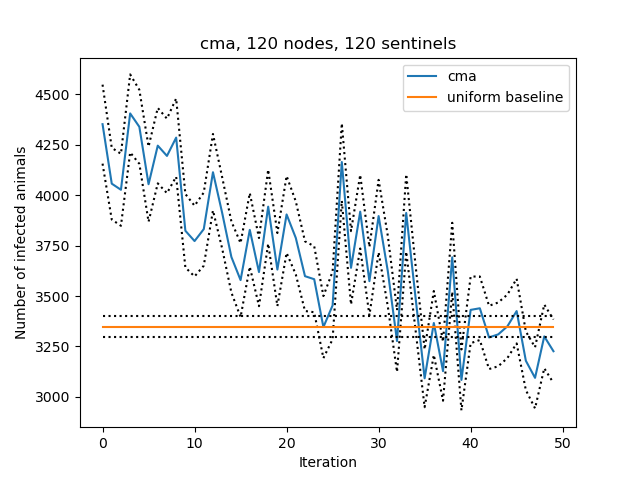 cma, 120 nodes, 120 sentinels
cma
uniform baseline
Number of infected animals
4500
4250
4000
3750
3500
3250
3000
0 10 20 30 40 50
Iteration